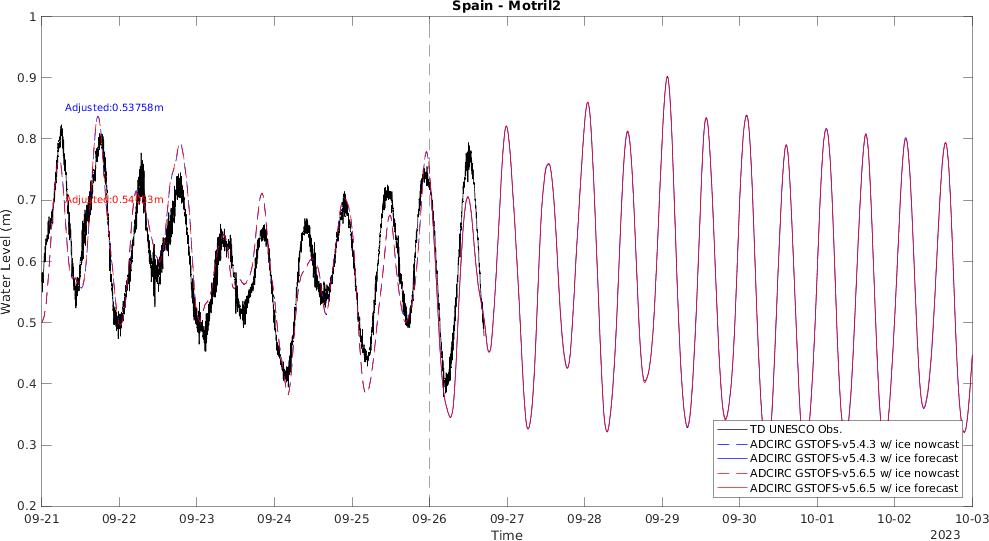 Spain - Motril2
Water Level (m)
1
0.9
0.8
0.7
0.6
0.5
0.4
0.3
0.2
Adjusted:0.53758m
TD UNESCO Obs.
ADCIRC GSTOFS-v5.4.3 w/ ice nowcast
ADCIRC GSTOFS-v5.4.3 w/ ice forecast
ADCIRC GSTOFS-v5.6.5 w/ ice nowcast
ADCIRC GSTOFS-v5.6.5 w/ ice forecast
09-21 09-22 09-23 09-24 09-25 09-26 09-27 09-28 09-29 09-30 10-01 10-02 10-03
Time
2023